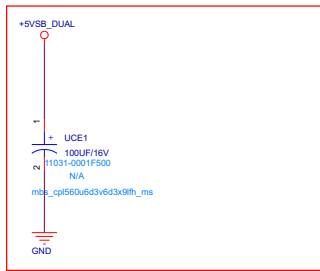 +5VSB_DUAL
1
+
UCE1
100UF/16V
11031-0001F500
2
N/A
mbs_cpl560u6d3v6d3x9lfh_ms
GND